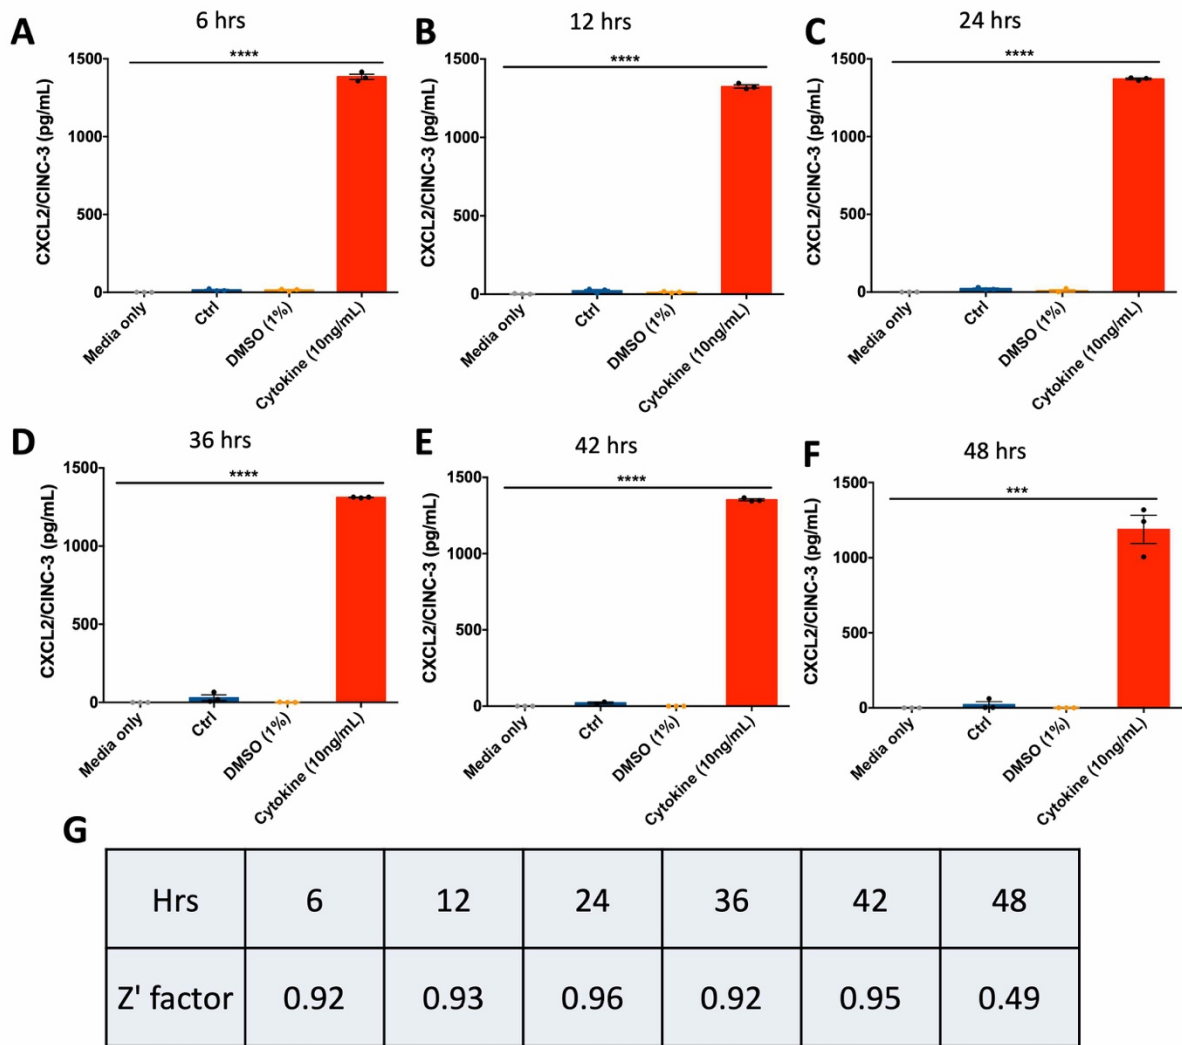 A
6 hrs
****
CXCL2/CINC-3 (pg/mL)
1500
1000
500
0
Media only
Ctrl
DMSO (1%)
Cytokine (10ng/mL)
B
12 hrs
****
CXCL2/CINC-3 (pg/mL)
1500
1000
500
0
Media only
Ctrl
DMSO (1%)
Cytokine (10ng/mL)
C
24 hrs
****
CXCL2/CINC-3 (pg/mL)
1500
1000
500
0
Media only
Ctrl
DMSO (1%)
Cytokine (10ng/mL)
D
36 hrs
****
CXCL2/CINC-3 (pg/mL)
1500
1000
500
0
Media only
Ctrl
DMSO (1%)
Cytokine (10ng/mL)
E
42 hrs
****
CXCL2/CINC-3 (pg/mL)
1500
1000
500
0
Media only
Ctrl
DMSO (1%)
Cytokine (10ng/mL)
F
48 hrs
***
CXCL2/CINC-3 (pg/mL)
1500
1000
500
0
Media only
Ctrl
DMSO (1%)
Cytokine (10ng/mL)
G
Hrs 6 12 24 36 42 48
Z' factor 0.92 0.93 0.96 0.92 0.95 0.49